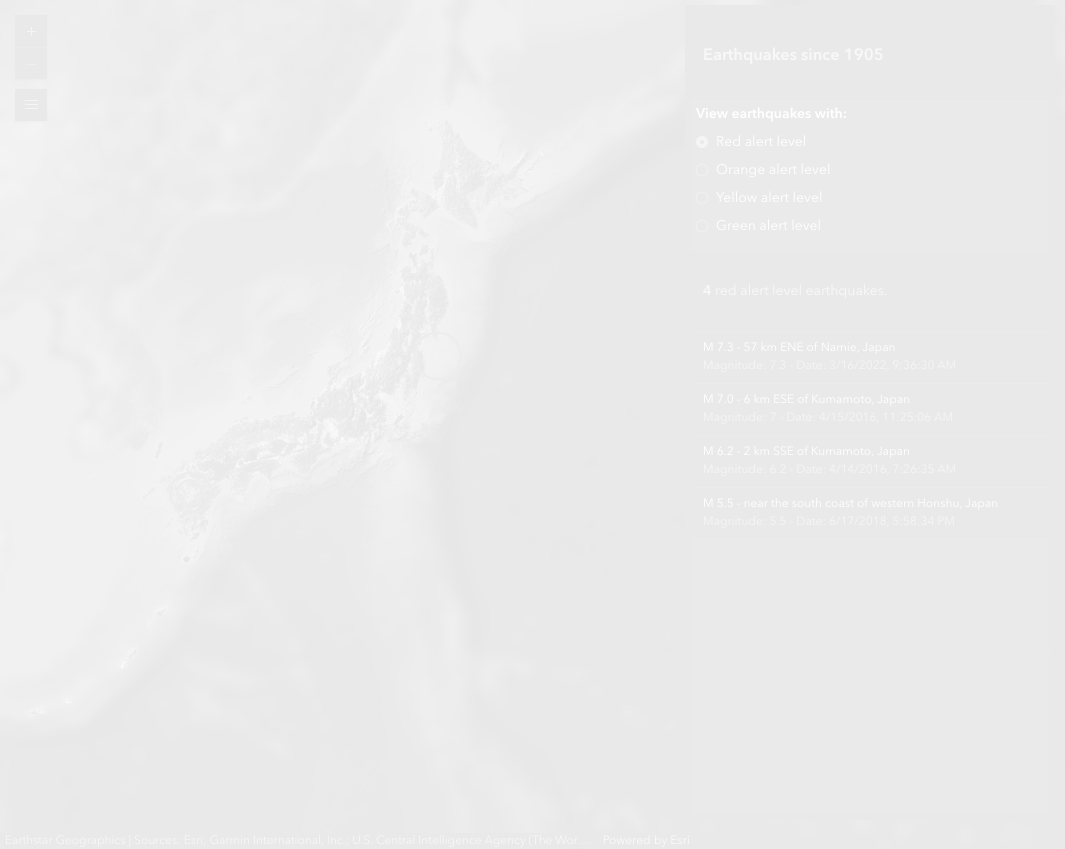 Earthquakes since 1905
View earthquakes with:
Red alert level
Orange alert level
Yellow alert level
Green alert level
4 red alert level earthquakes.
M 7.3 - 57 km ENE of Namie, Japan
Magnitude: 7.3 - Date: 3/16/2022, 9:36:30 AM
M 7.0 - 6 km ESE of Kumamoto, Japan
Magnitude: 7 - Date: 4/15/2016, 11:25:06 AM
M 6.2 - 2 km SSE of Kumamoto, Japan
Magnitude: 6.2 - Date: 4/14/2016, 7:26:35 AM
M 5.5 - near the south coast of western Honshu, Japan
Magnitude: 5.5 - Date: 6/17/2018, 5:58:34 PM
Earthstar Geographics | Sources: Esri, Garmin International, Inc., U.S. Central Intelligence Agency (The Wor... Powered by Esri